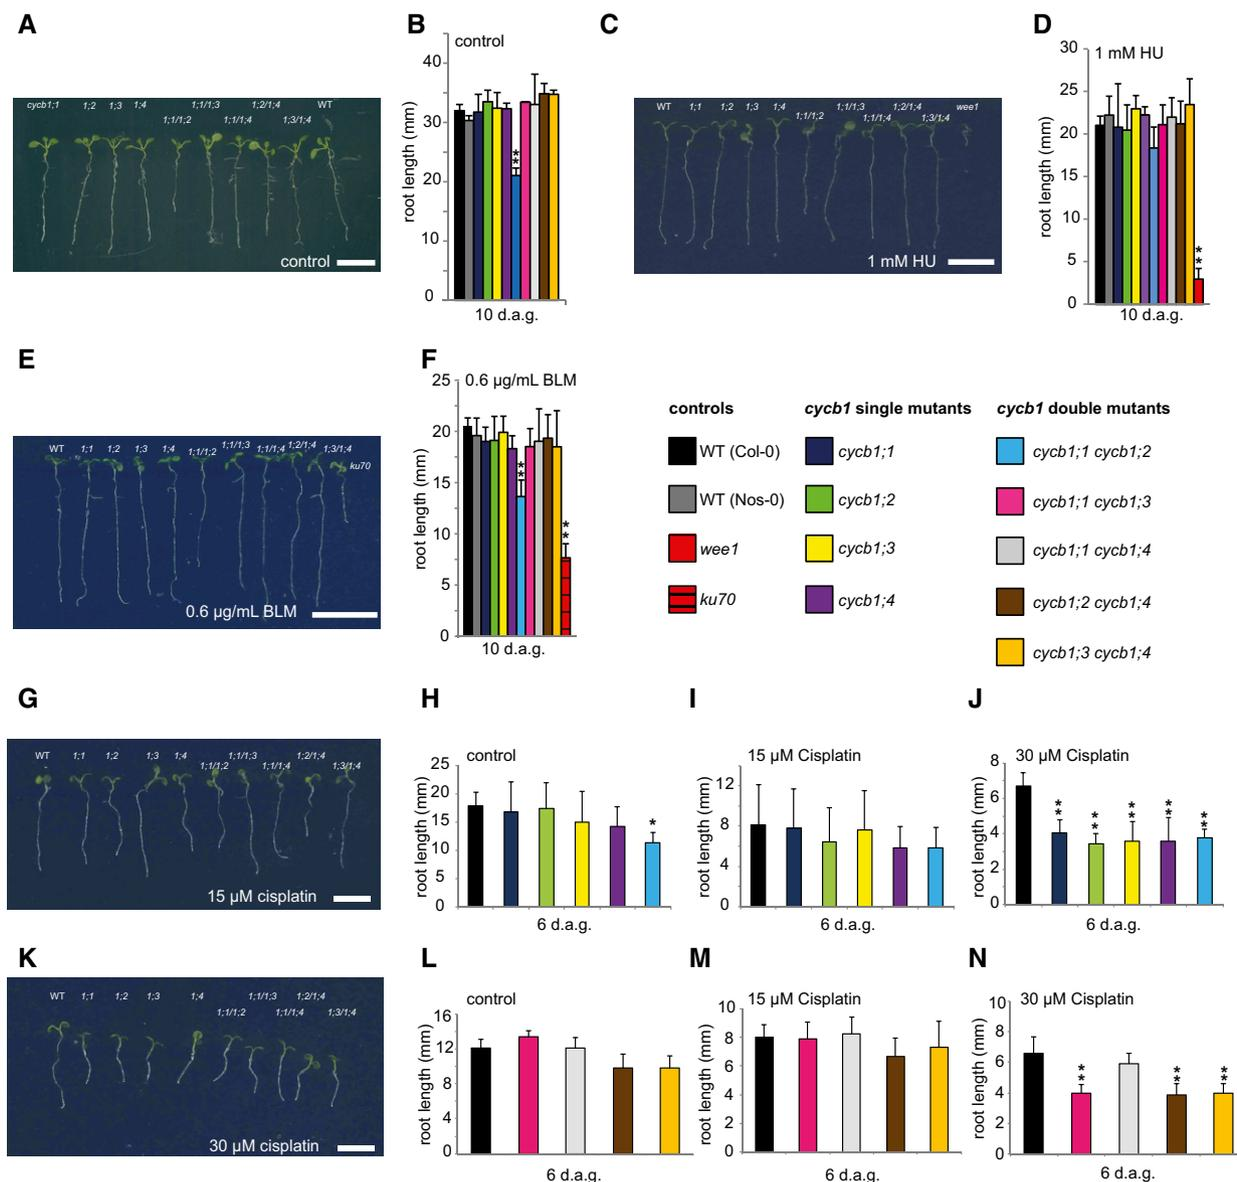 A
cycb1;1 1;2 1;3 1;4 1;1/1;3 1;2/1;4 WT
1;1/1;2 1;1/1;4 1;3/1;4
control
B
control
root length (mm)
40
30
20
10
0
**
10 d.a.g.
C
WT 1;1 1;2 1;3 1;4 1;1/1;3 1;2/1;4 wee1
1;1/1;2 1;1/1;4 1;3/1;4
1 mM HU
D
1 mM HU
root length (mm)
30
25
20
15
10
5
0
**
10 d.a.g.
E
WT 1;1 1;2 1;3 1;4 1;1/1;2 1;1/1;3 1;1/1;4 1;2/1;4 1;3/1;4
ku70
0.6 µg/mL BLM
F
0.6 µg/mL BLM
root length (mm)
25
20
15
10
5
0
**
**
10 d.a.g.
controls
WT (Col-0)
WT (Nos-0)
wee1
ku70
cycb1 single mutants
cycb1;1
cycb1;2
cycb1;3
cycb1;4
cycb1 double mutants
cycb1;1 cycb1;2
cycb1;1 cycb1;3
cycb1;1 cycb1;4
cycb1;2 cycb1;4
cycb1;3 cycb1;4
G
WT 1;1 1;2 1;3 1;4 1;1/1;3 1;2/1;4
1;1/1;2 1;1/1;4 1;3/1;4
15 µM cisplatin
H
control
root length (mm)
25
20
15
10
5
0
*
6 d.a.g.
I
15 µM Cisplatin
root length (mm)
12
8
4
0
6 d.a.g.
J
30 µM Cisplatin
root length (mm)
8
6
4
2
0
** ** ** ** **
6 d.a.g.
K
WT 1;1 1;2 1;3 1;4 1;1/1;3 1;2/1;4
1;1/1;2 1;1/1;4 1;3/1;4
30 µM cisplatin
L
control
root length (mm)
16
12
8
4
0
6 d.a.g.
M
15 µM Cisplatin
root length (mm)
10
8
6
4
2
0
6 d.a.g.
N
30 µM Cisplatin
root length (mm)
10
8
6
4
2
0
** ** **
6 d.a.g.